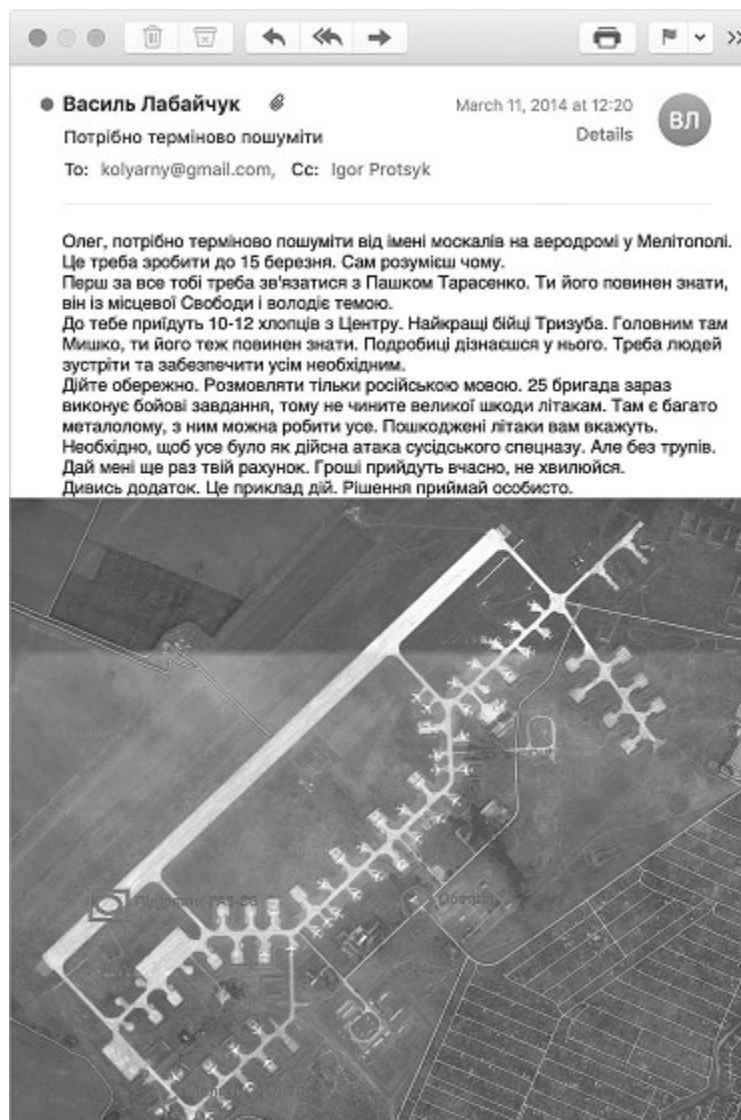 Василь Лабайчук
March 11, 2014 at 12:20
ВЛ
Потрібно терміново пошуміти
Details
To: kolyarny@gmail.com, Cc: Igor Protsyk
Олег, потрібно терміново пошуміти від імені москалів на аеродромі у Мелітополі.
Це треба зробити до 15 березня. Сам розумієш чому.
Перш за все тобі треба зв'язатися з Пашком Тарасенко. Ти його повинен знати,
він із місцевої Свободи і володіє темою.
До тебе приїдуть 10-12 хлопців з Центру. Найкращі бійці Тризуба. Головним там
Мишко, ти його теж повинен знати. Подробиці дізнаєшся у нього. Треба людей
зустріти та забезпечити усім необхідним.
Дійте обережно. Розмовляти тільки російською мовою. 25 бригада зараз
виконує бойові завдання, тому не чините великої шкоди літакам. Там є багато
металолому, з ним можна робити усе. Пошкоджені літаки вам вкажуть.
Необхідно, щоб усе було як дійсна атака сусідського спецназу. Але без трупів.
Дай мені ще раз твій рахунок. Гроші прийдуть вчасно, не хвилюйся.
Дивись додаток. Це приклад дій. Рішення приймай особисто.